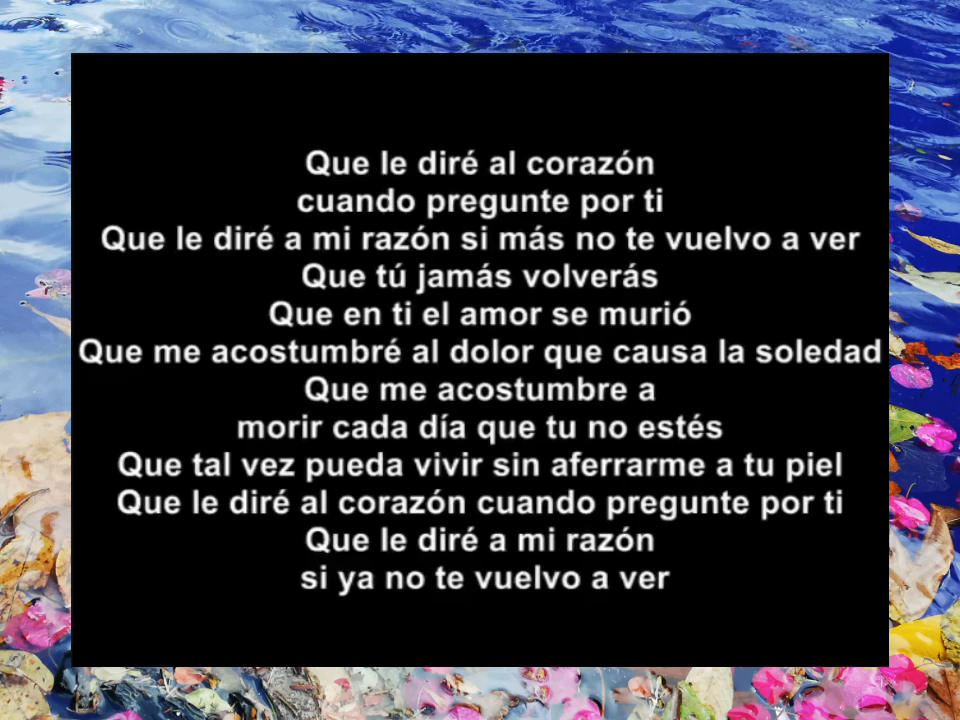 Que le diré al corazón
cuando pregunte por ti
Que le diré a mi razón si más no te vuelvo a ver
Que tú jamás volverás
Que en ti el amor se murió
Que me acostumbré al dolor que causa la soledad
Que me acostumbre a
morir cada día que tu no estés
Que tal vez pueda vivir sin aferrarme a tu piel
Que le diré al corazón cuando pregunte por ti
Que le diré a mi razón
si ya no te vuelvo a ver